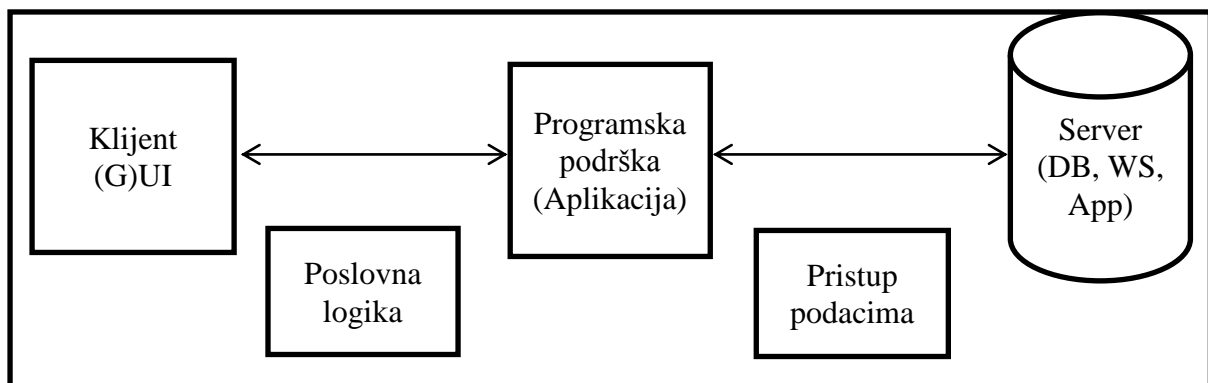 Klijent
(G)UI
Programska
podrška
(Aplikacija)
Server
(DB, WS,
App)
Poslovna
logika
Pristup
podacima